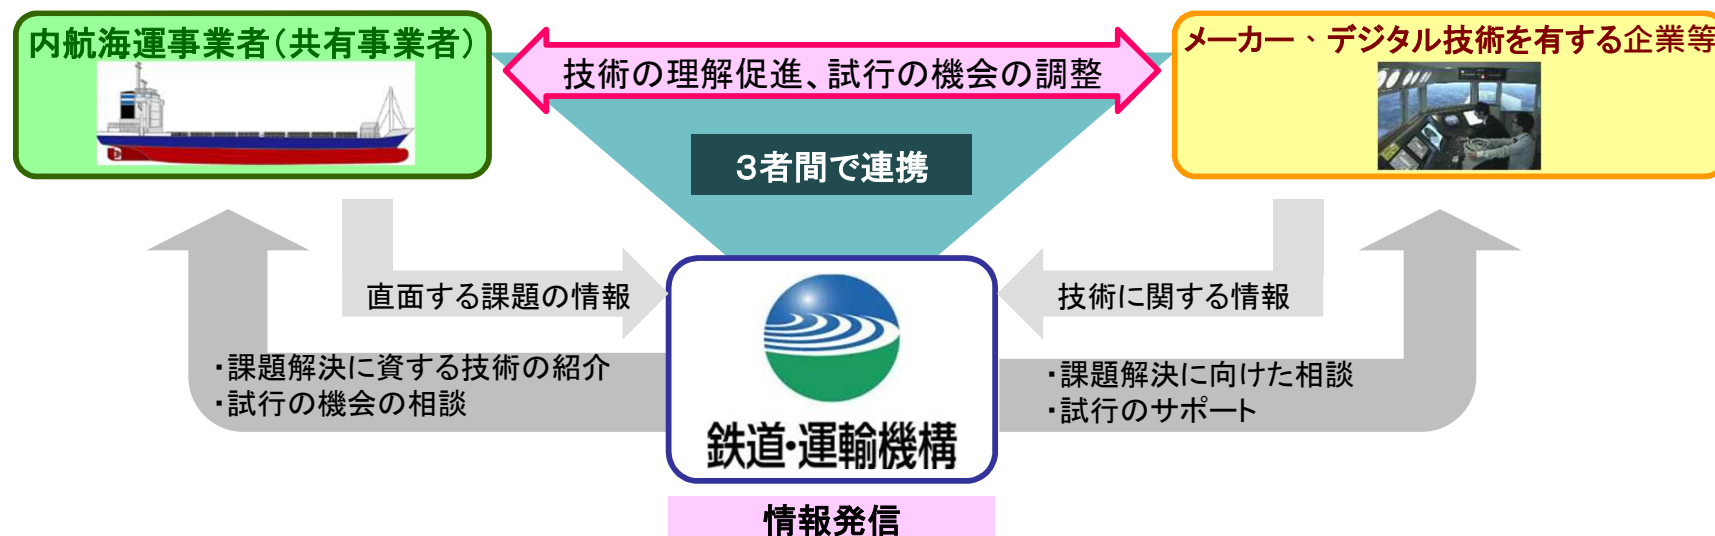 内航海運事業者（共有事業者）
技術の理解促進、試行の機会の調整
メーカー、デジタル技術を有する企業等
３者間で連携
直面する課題の情報
技術に関する情報
・課題解決に資する技術の紹介
・試行の機会の相談
・課題解決に向けた相談
・試行のサポート
鉄道・運輸機構
情報発信